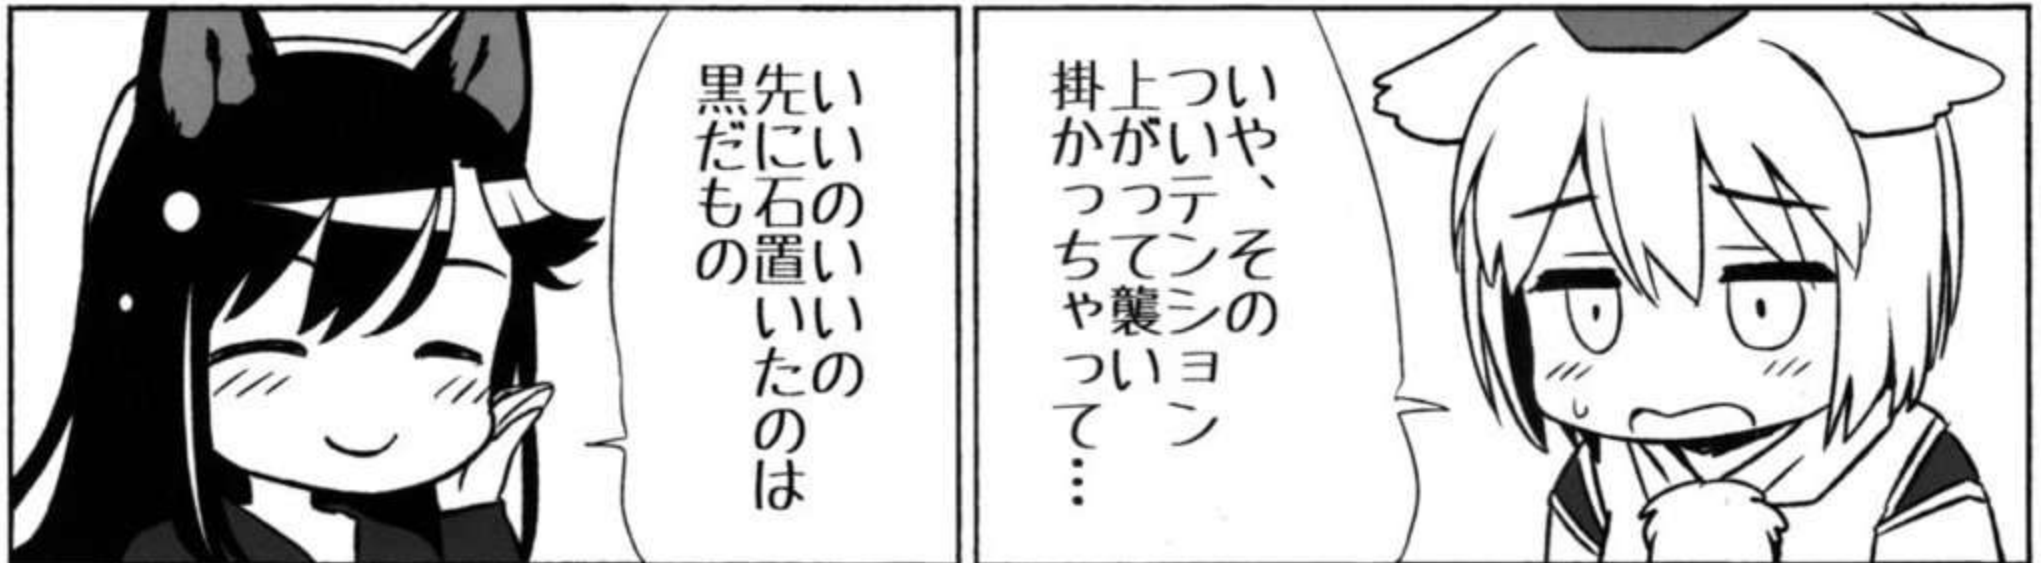 いや、その
ついテンション
上がって襲い
掛かっちゃって…
いいのいいの
先に石置いたのは
黒だもの